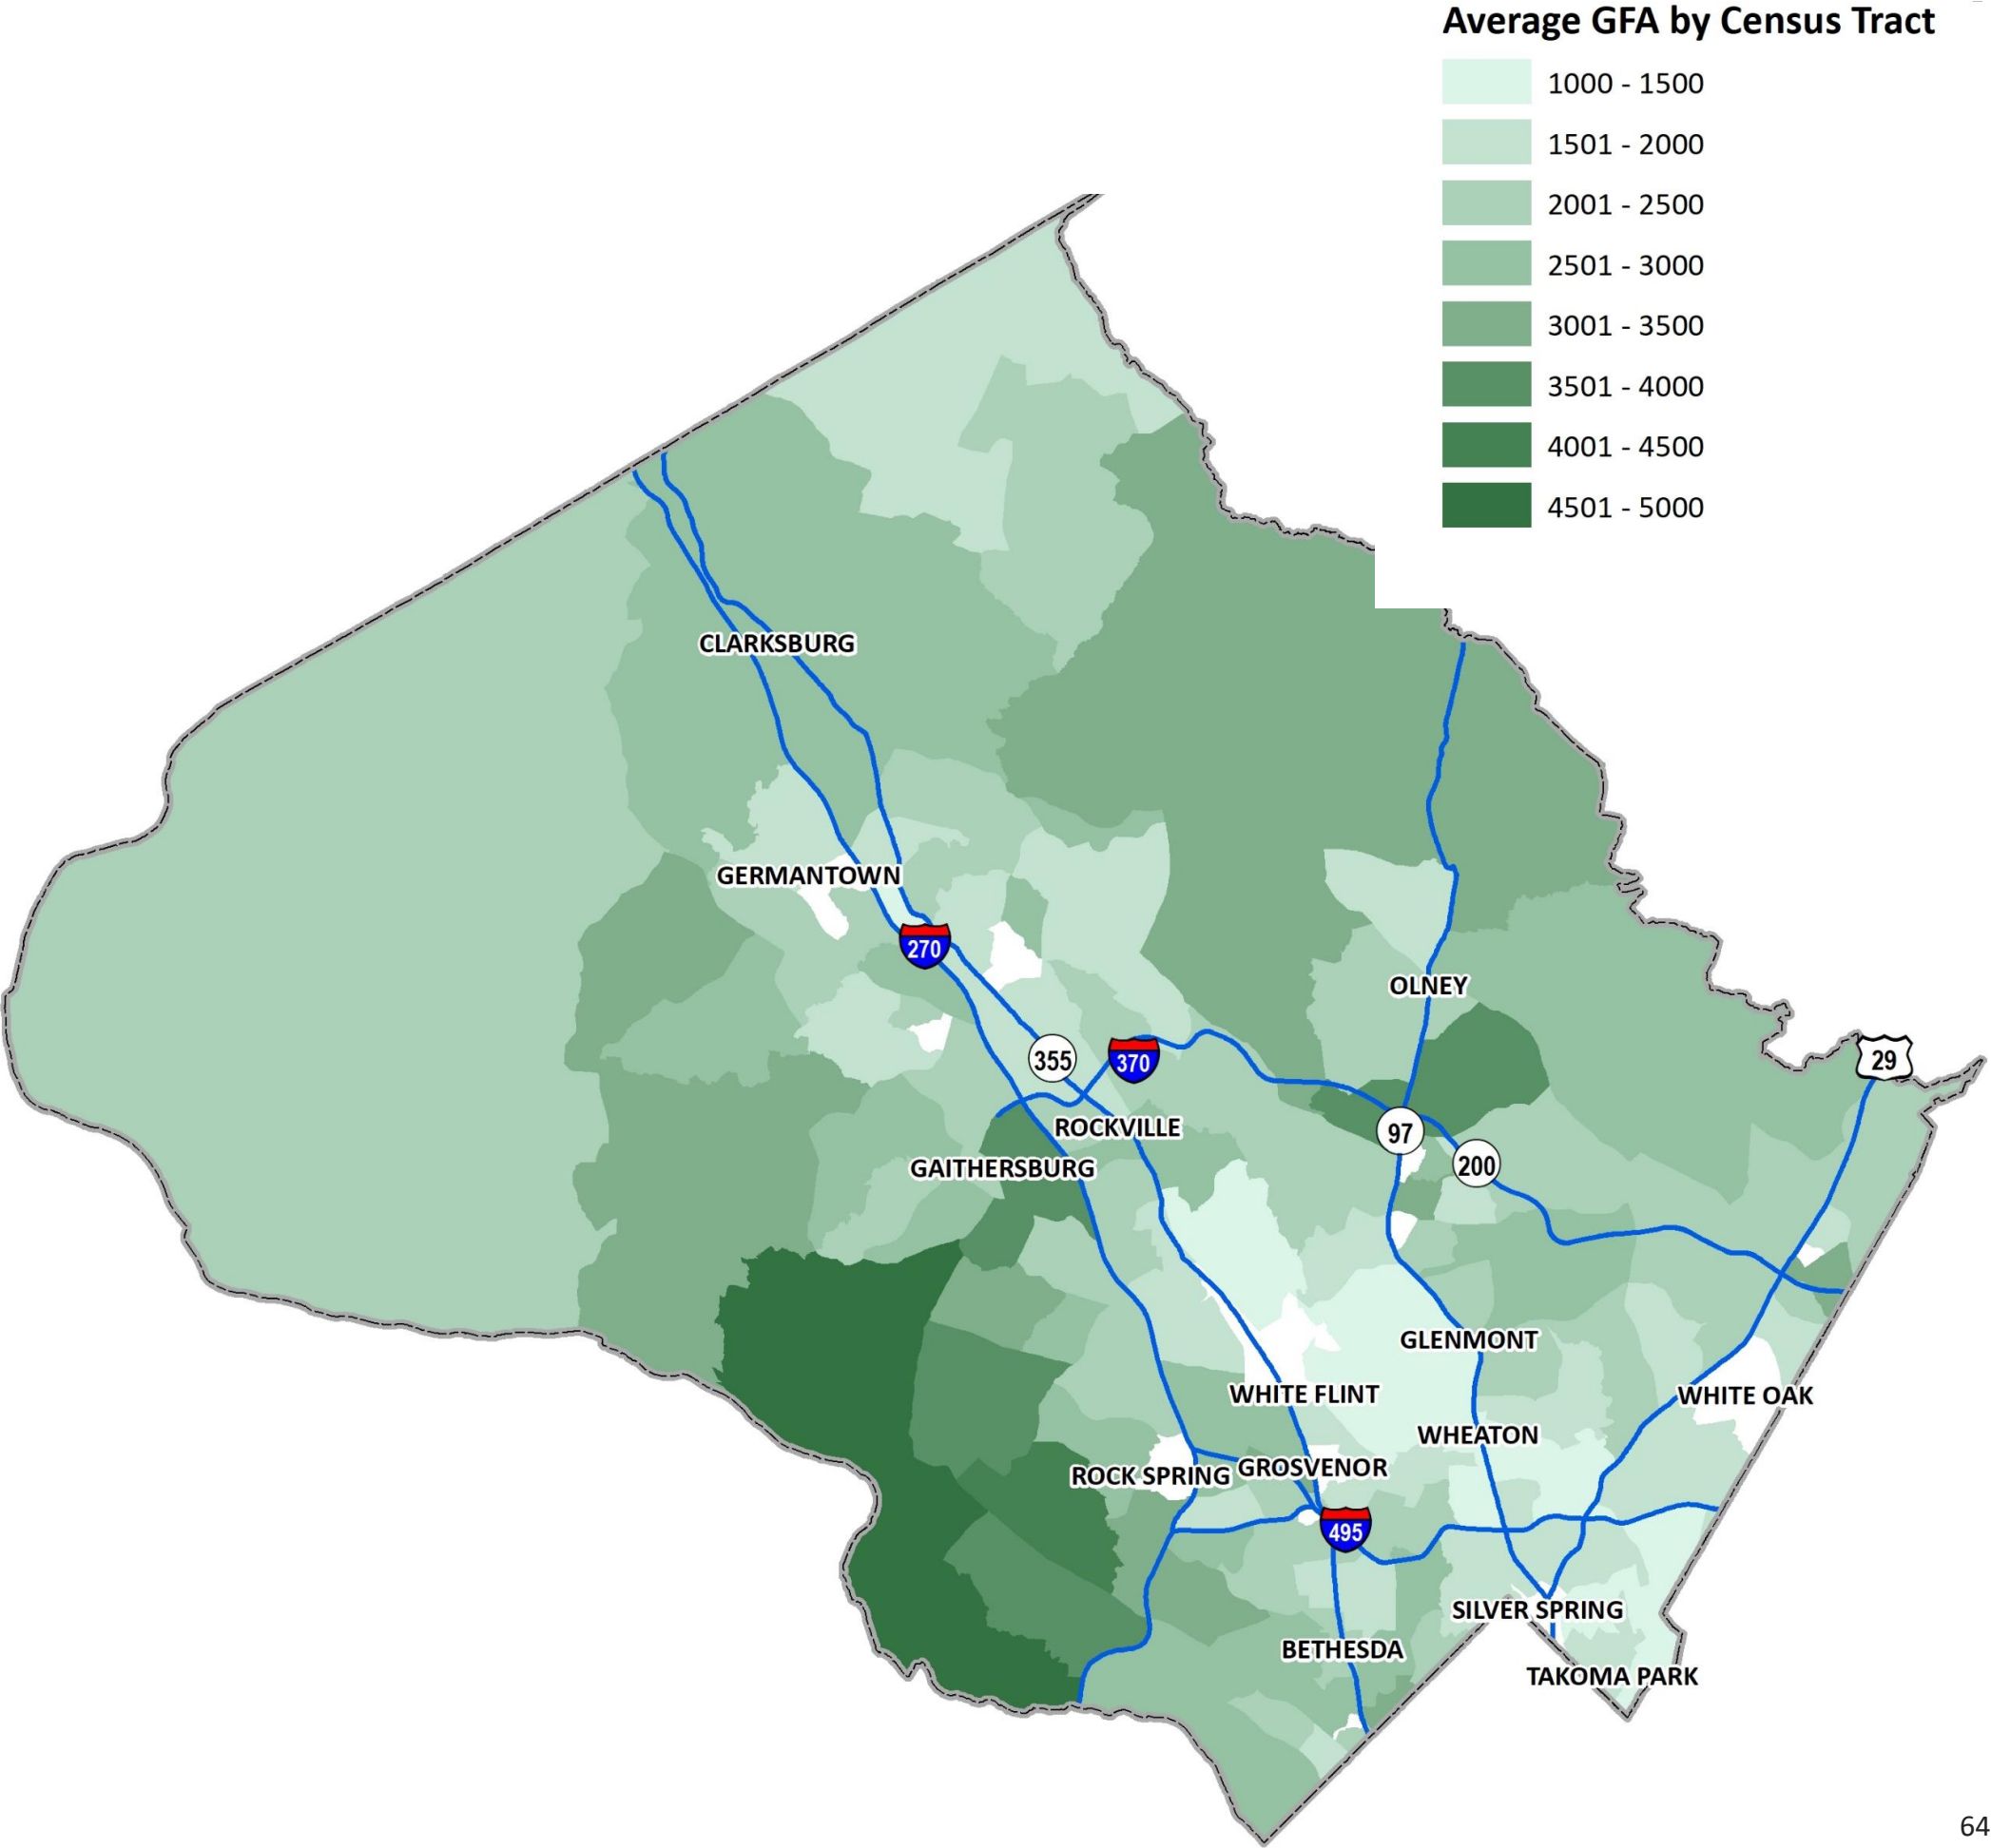 Average GFA by Census Tract
1000 - 1500
1501 - 2000
2001 - 2500
2501 - 3000
3001 - 3500
3501 - 4000
4001 - 4500
4501 - 5000
CLARKSBURG
GERMANTOWN
270
OLNEY
355
370
29
ROCKVILLE
97
GAITHERSBURG
200
GLENMONT
WHITE FLINT
WHITE OAK
WHEATON
ROCK SPRING
GROSVENOR
495
SILVER SPRING
BETHESDA
TAKOMA PARK
64